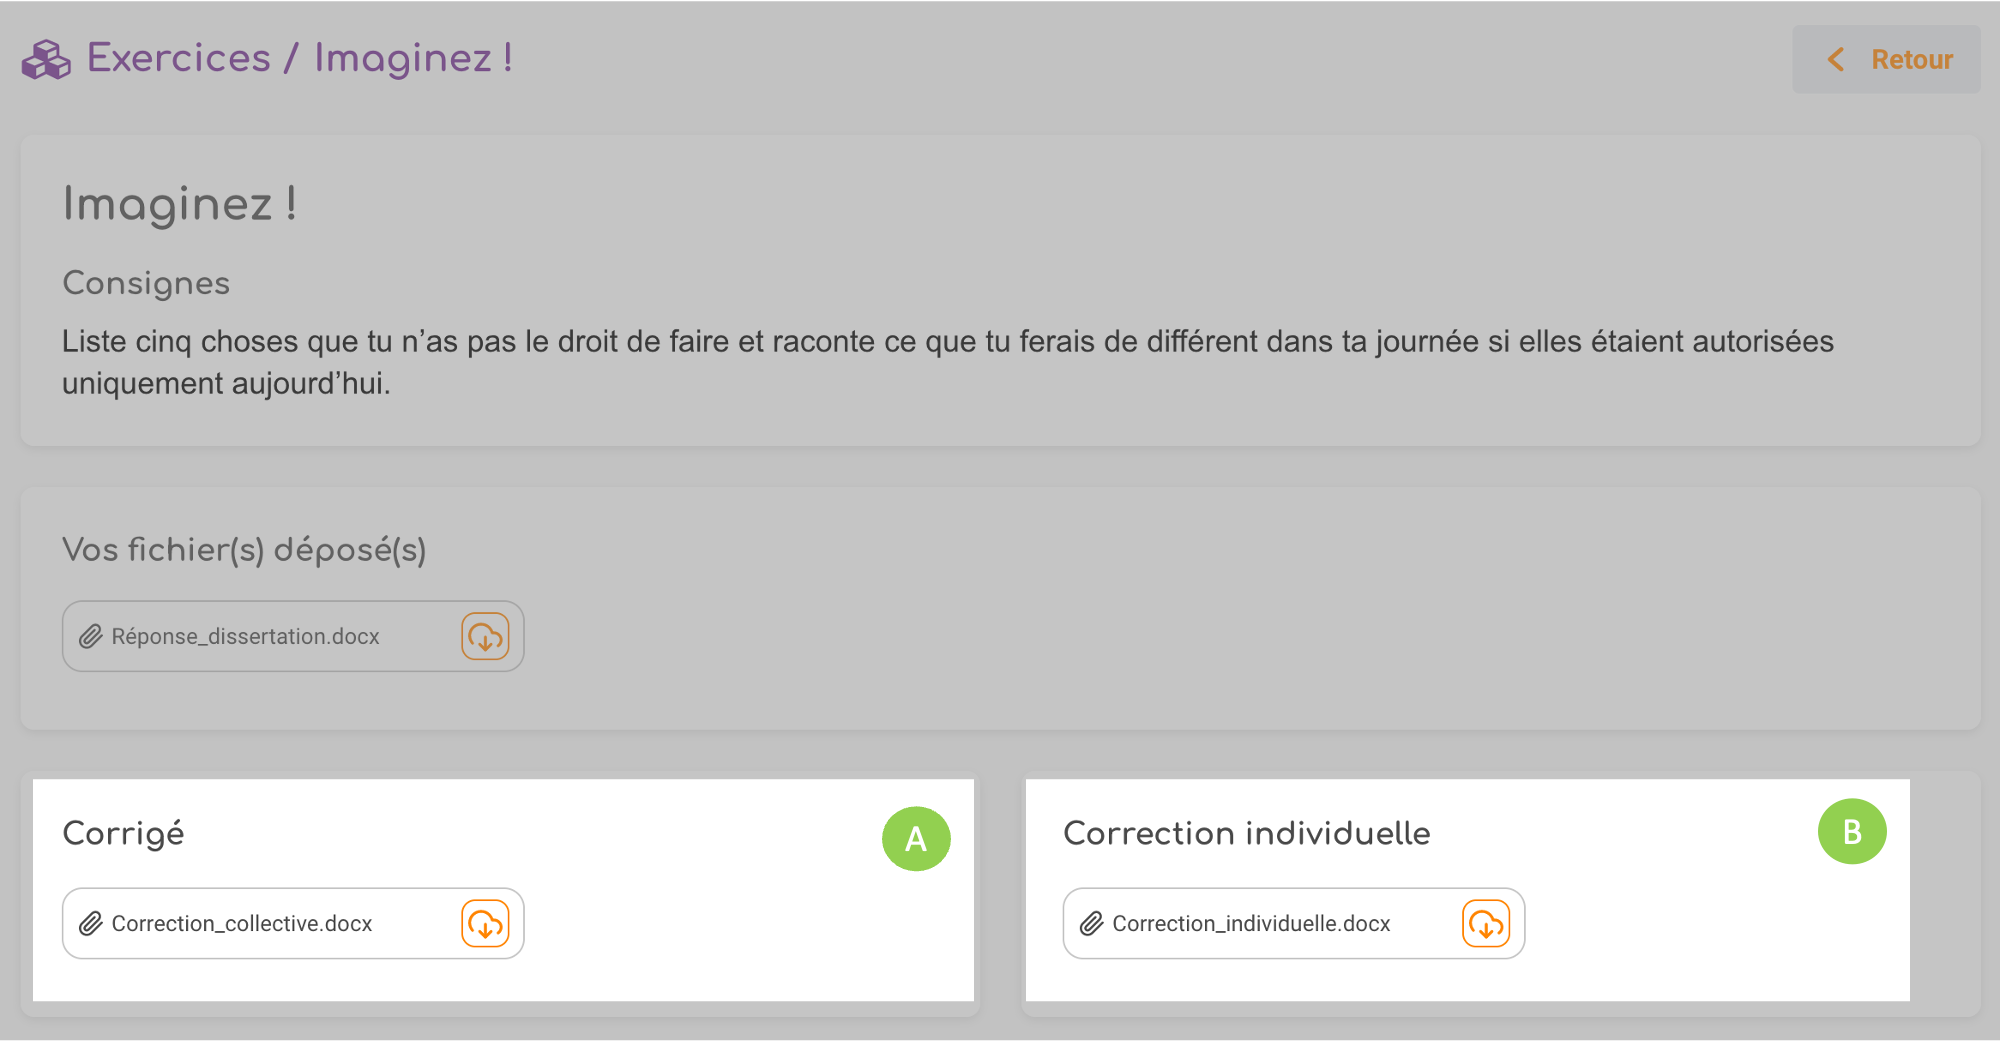 Exercices / Imaginez !
Retour
Imaginez !
Consignes
Liste cinq choses que tu n’as pas le droit de faire et raconte ce que tu ferais de différent dans ta journée si elles étaient autorisées
uniquement aujourd’hui.
Vos fichier(s) déposé(s)
Réponse_dissertation.docx
Corrigé
A
Correction_collective.docx
Correction individuelle
B
Correction_individuelle.docx